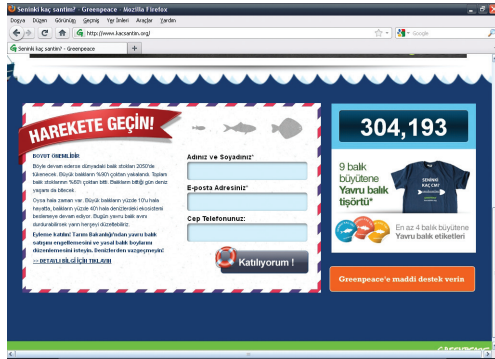 Seninki kaç santim? - Greenpeace - Mozilla Firefox
Dosya Düzen Görünüm Geçmiş Yer İmleri Araçlar Yardım
http://www.kacsantim.org/
Google
Seninki kaç santim? - Greenpeace
HAREKETE GEÇİN!
BOYUT ÖNEMLİDİR
Böyle devam ederse dünyadaki balık stokları 2050'de
tükenecek. Büyük balıkların %90'ı çoktan yakalandı. Toplam
balık stoklarının %60'ı çoktan bitti. Balıkların bittiği gün deniz
yaşamı da bitecek.
Oysa hala zaman var. Büyük balıkların yüzde 10'u hala
hayatta, balıkların yüzde 40'ı hala denizlerdeki ekosistemi
beslemeye devam ediyor. Bugün yavru balık avını
durdurabilirsek yarın herşeyi düzeltebiliriz.
Eyleme katılın! Tarım Bakanlığı'ndan yavru balık
satışını engellemesini ve yasal balık boylarını
düzenlemesini isteyin. Denizlerden vazgeçmeyin!
>> DETAYLI BİLGİ İÇİN TIKLAYIN
Adınız ve Soyadınız*
E-posta Adresiniz*
Cep Telefonunuz:
Katılıyorum !
304,193
9 balık
büyütene
Yavru balık
tişörtü*
SENİNKİ
KAÇ CM?
En az 4 balık büyütene
Yavru balık etiketleri
Greenpeace'e maddi destek verin
GREENPEACE